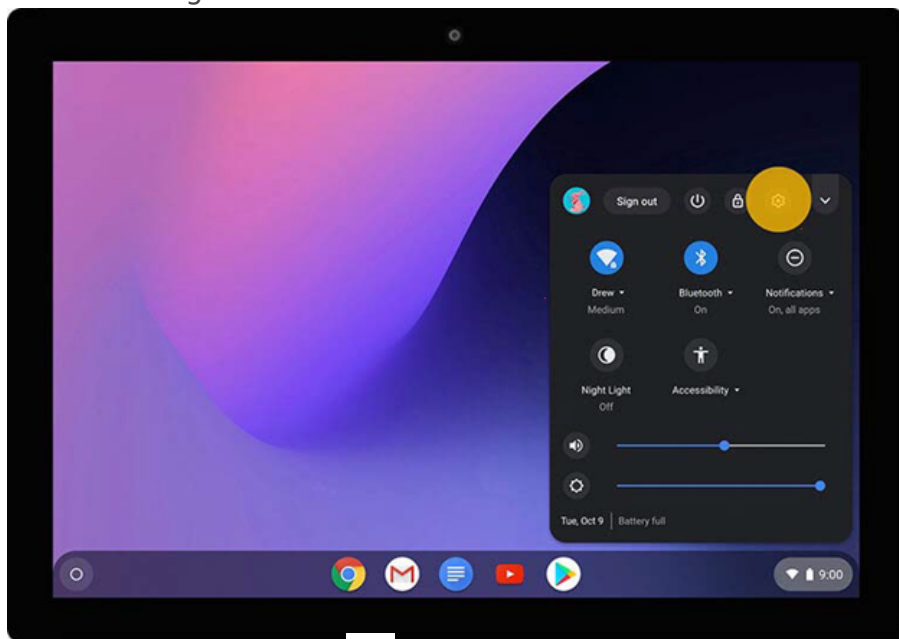 Sign out
Drew
Medium
Bluetooth
On
Notifications
On, all apps
Night Light
Off
Accessibility
Tue, Oct 9 | Battery full
9:00